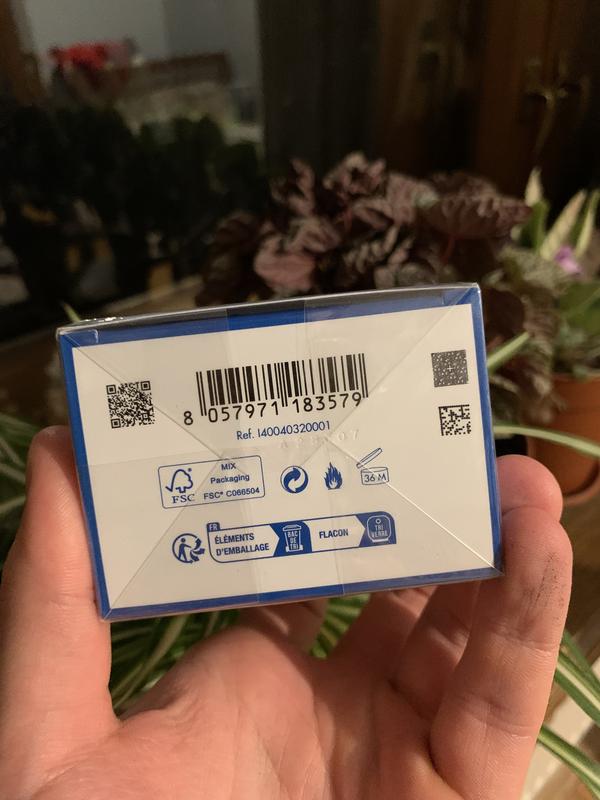 8 057971 183579
Ref. I40040320001
MIX
Packaging
FSC
FSC® C066504
36 M
FR
ÉLÉMENTS
D'EMBALLAGE
BAC
DE
TRI
FLACON
TRI
VERRE